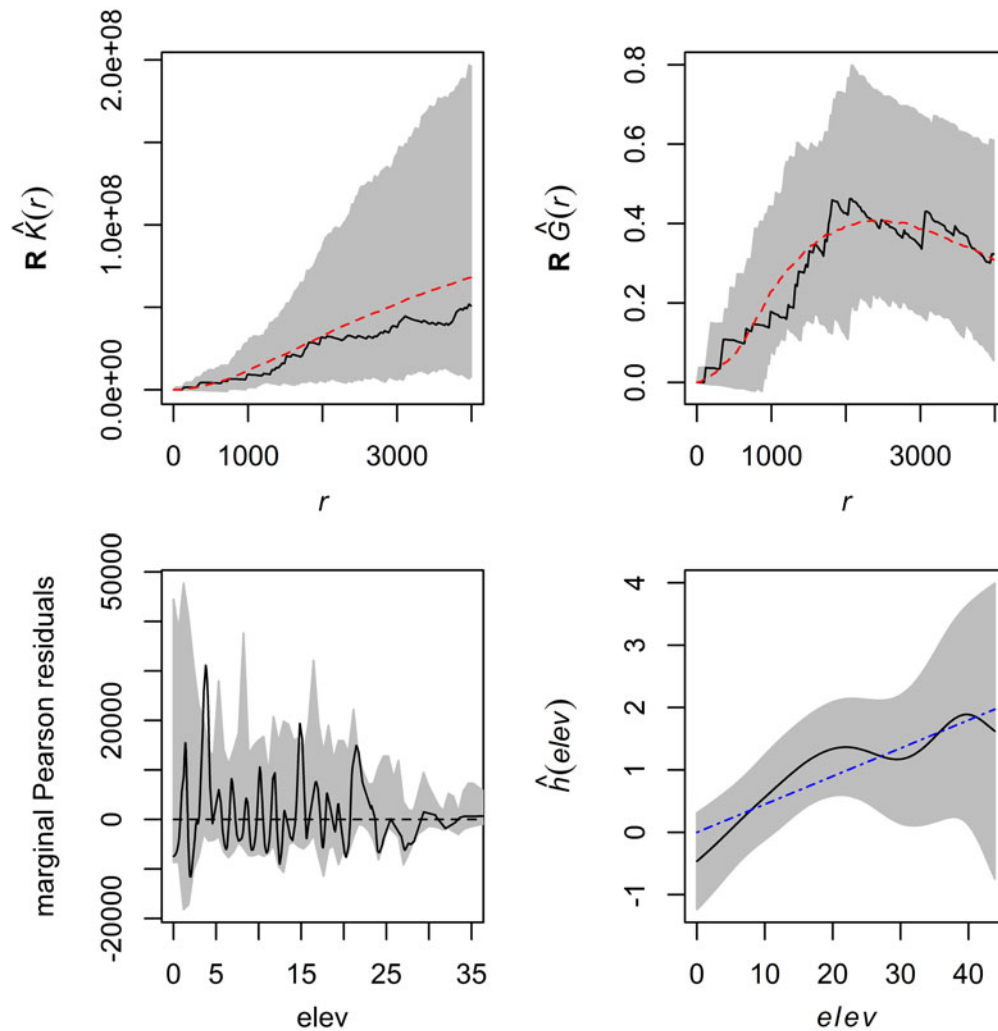 R K̂(r)
0.0e+00 1.0e+08 2.0e+08
0 1000 3000
r
R Ĝ(r)
0.0 0.2 0.4 0.6 0.8
0 1000 3000
r
marginal Pearson residuals
-20000 0 20000 50000
0 5 15 25 35
elev
ĥ(elev)
-1 0 1 2 3 4
0 10 20 30 40
elev